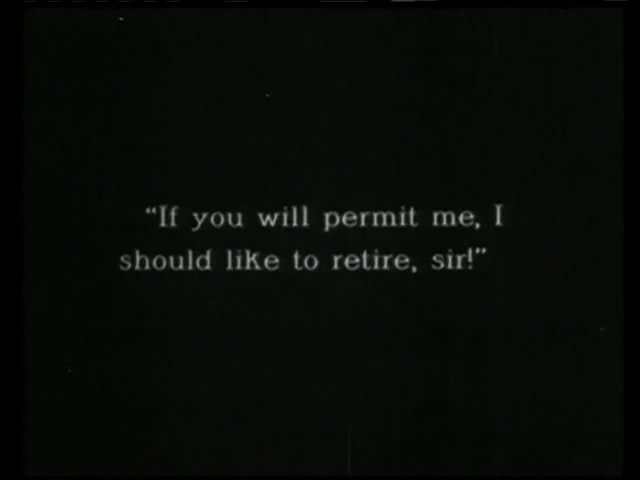 “If you will permit me, I
should like to retire, sir!”